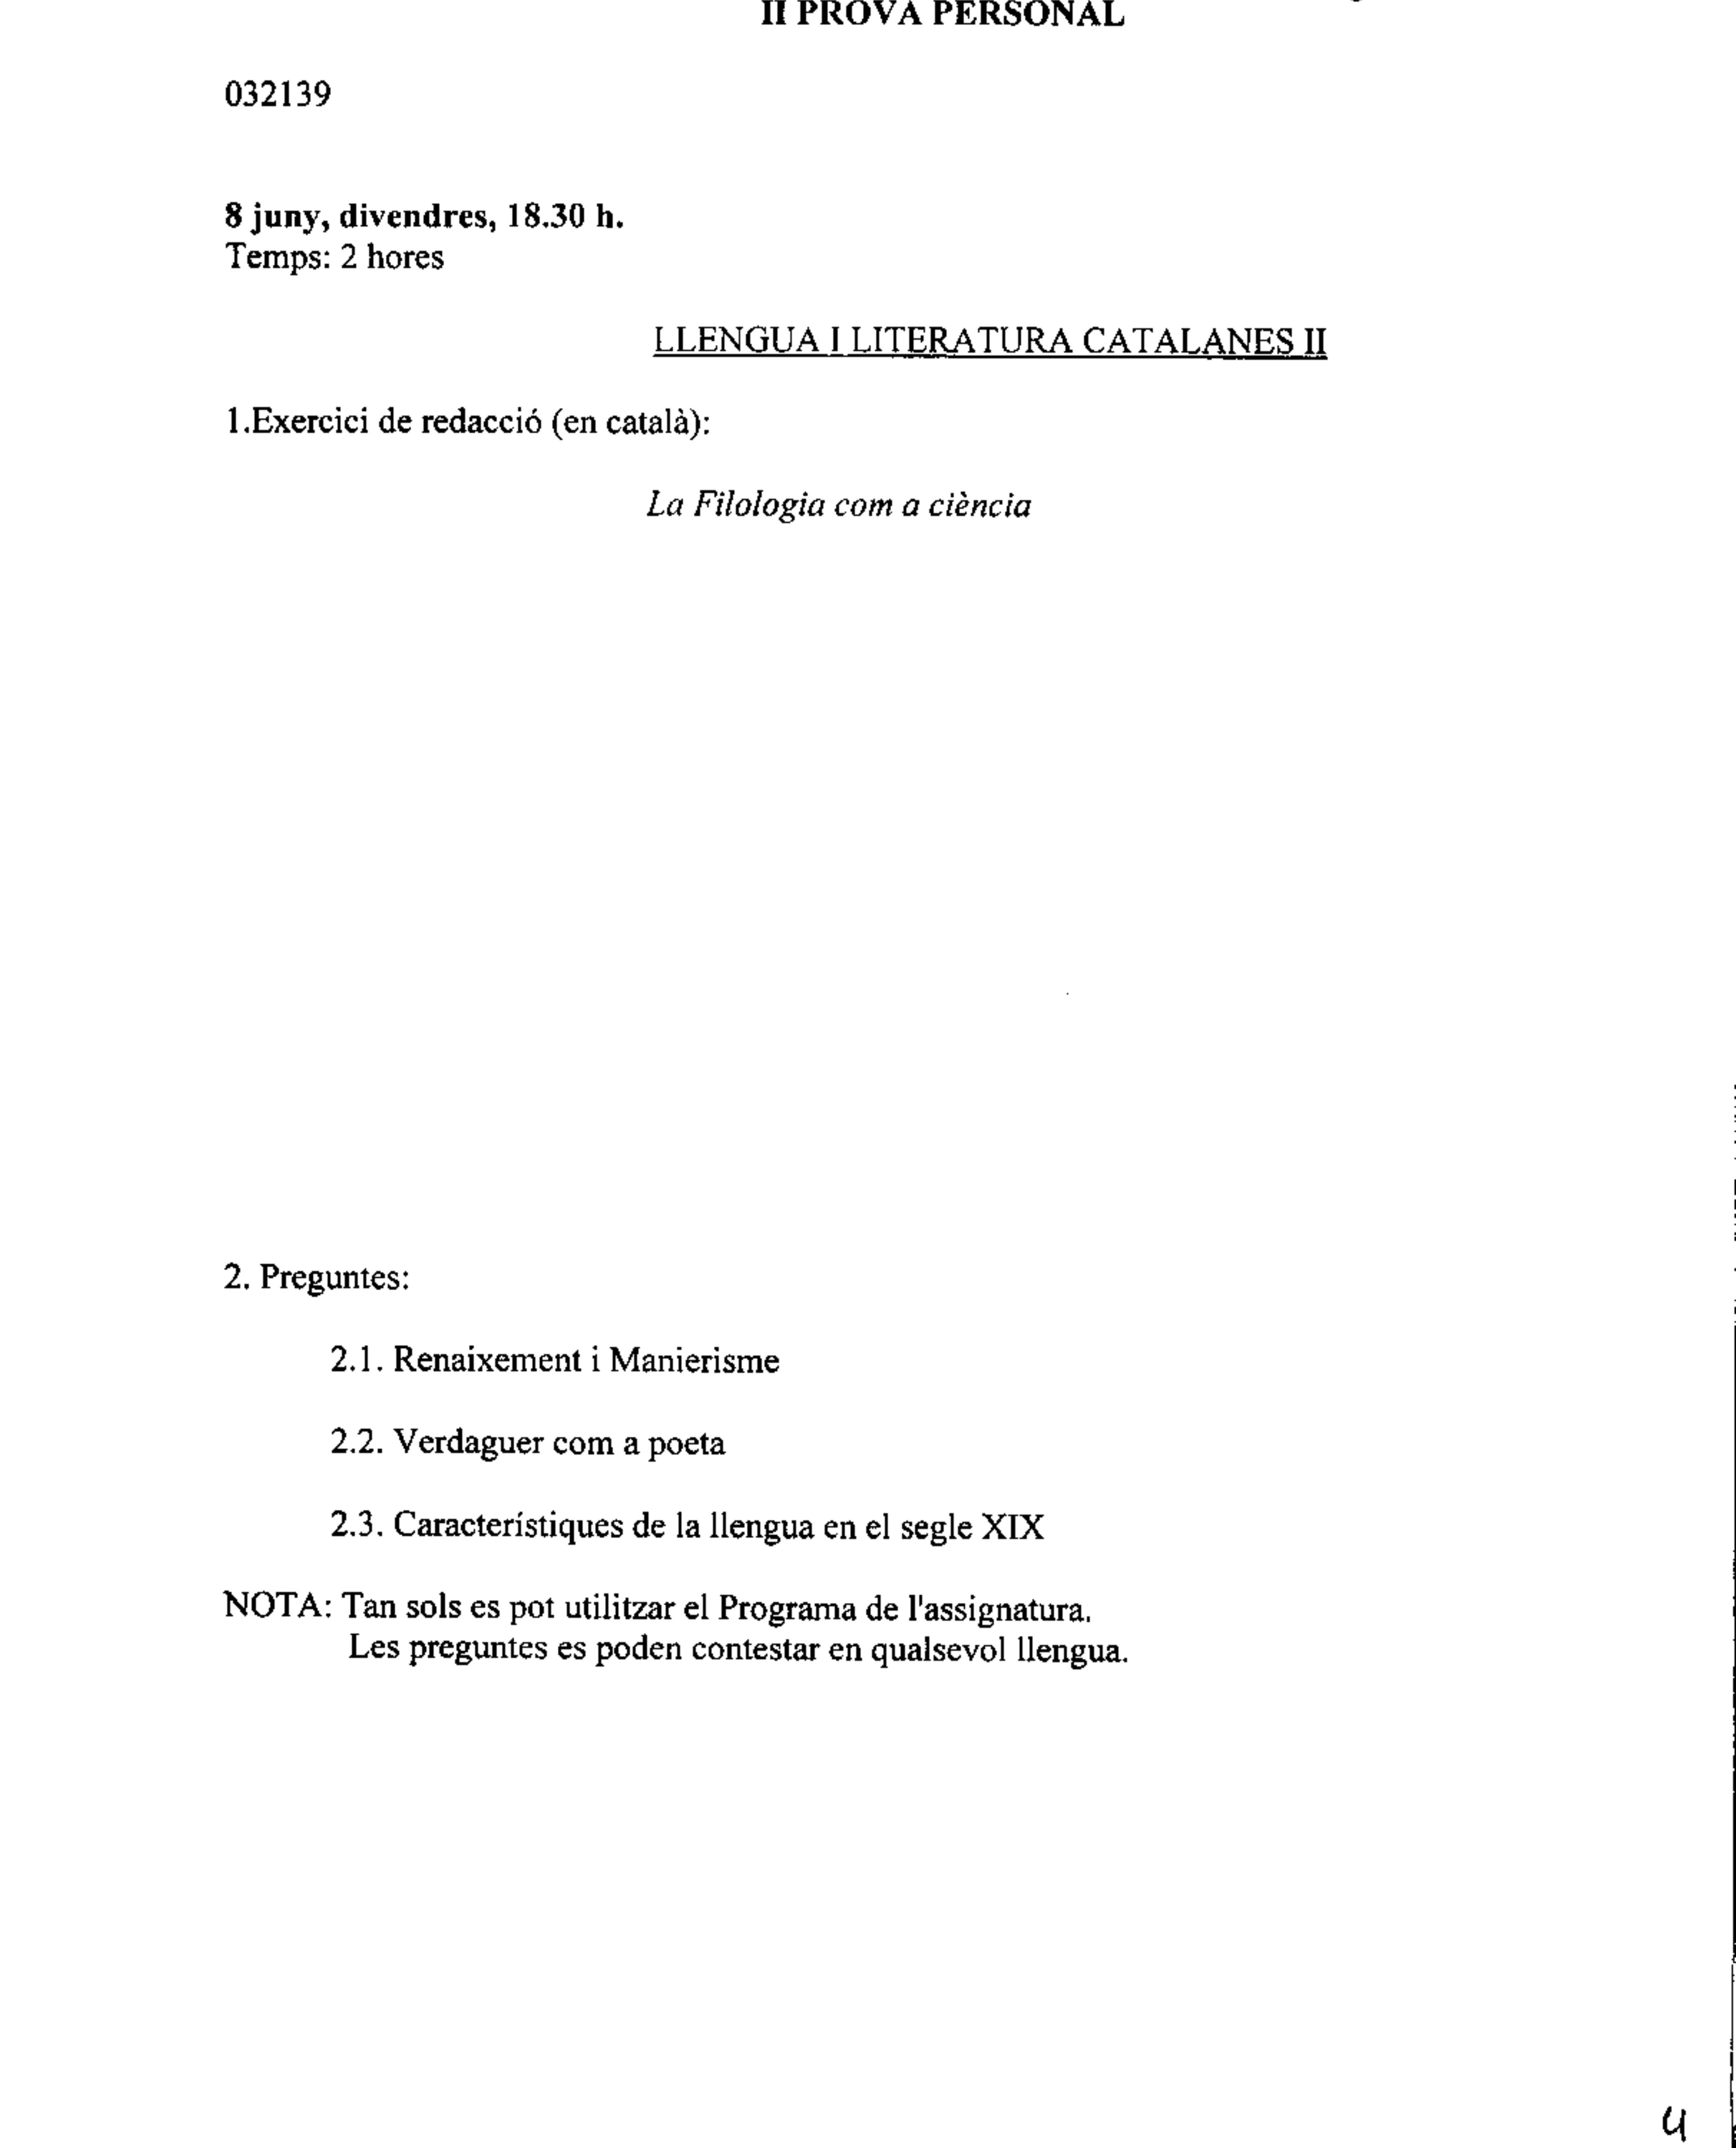 II PROVA PERSONAL
032139
8 juny, divendres, 18.30 h.
Temps: 2 hores
LLENGUA I LITERATURA CATALANES II
1.Exercici de redacció (en català):
La Filologia com a ciència
2. Preguntes:
2.1. Renaixement i Manierisme
2.2. Verdaguer com a poeta
2.3. Característiques de la llengua en el segle XIX
NOTA: Tan sols es pot utilitzar el Programa de l'assignatura.
Les preguntes es poden contestar en qualsevol llengua.